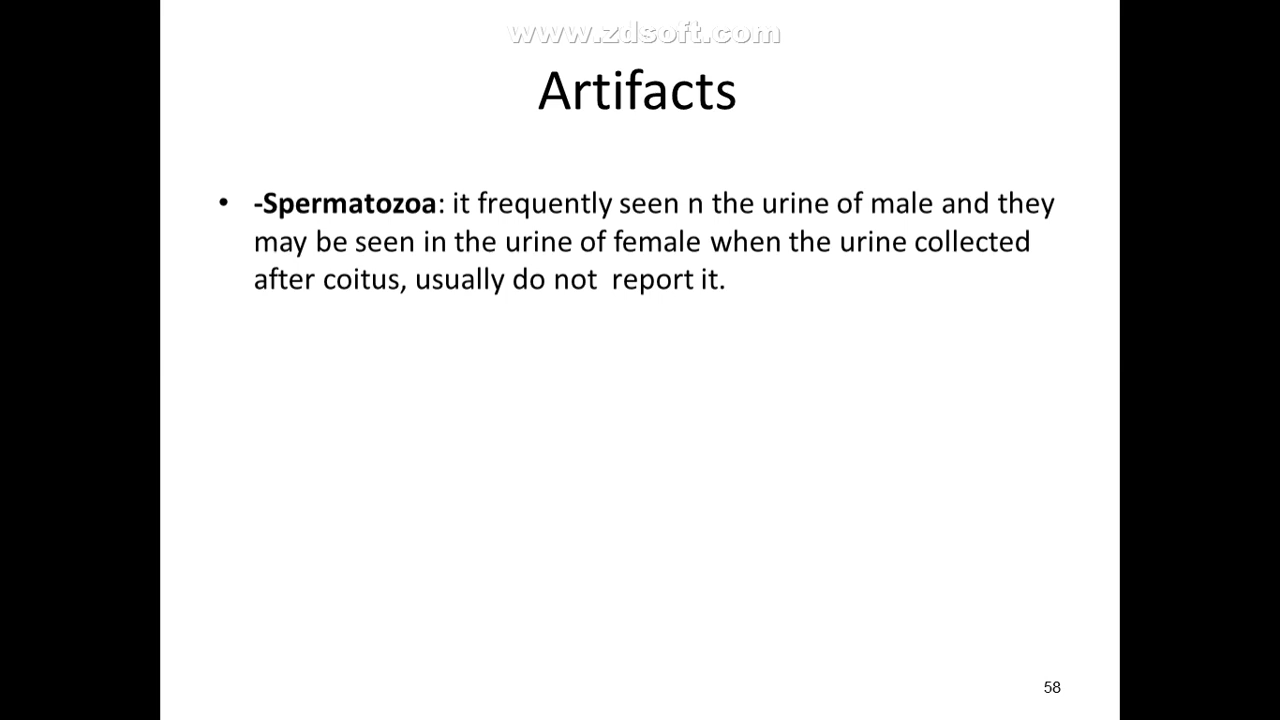 www.zdsoft.com
Artifacts
• -Spermatozoa: it frequently seen n the urine of male and they
may be seen in the urine of female when the urine collected
after coitus, usually do not  report it.
58